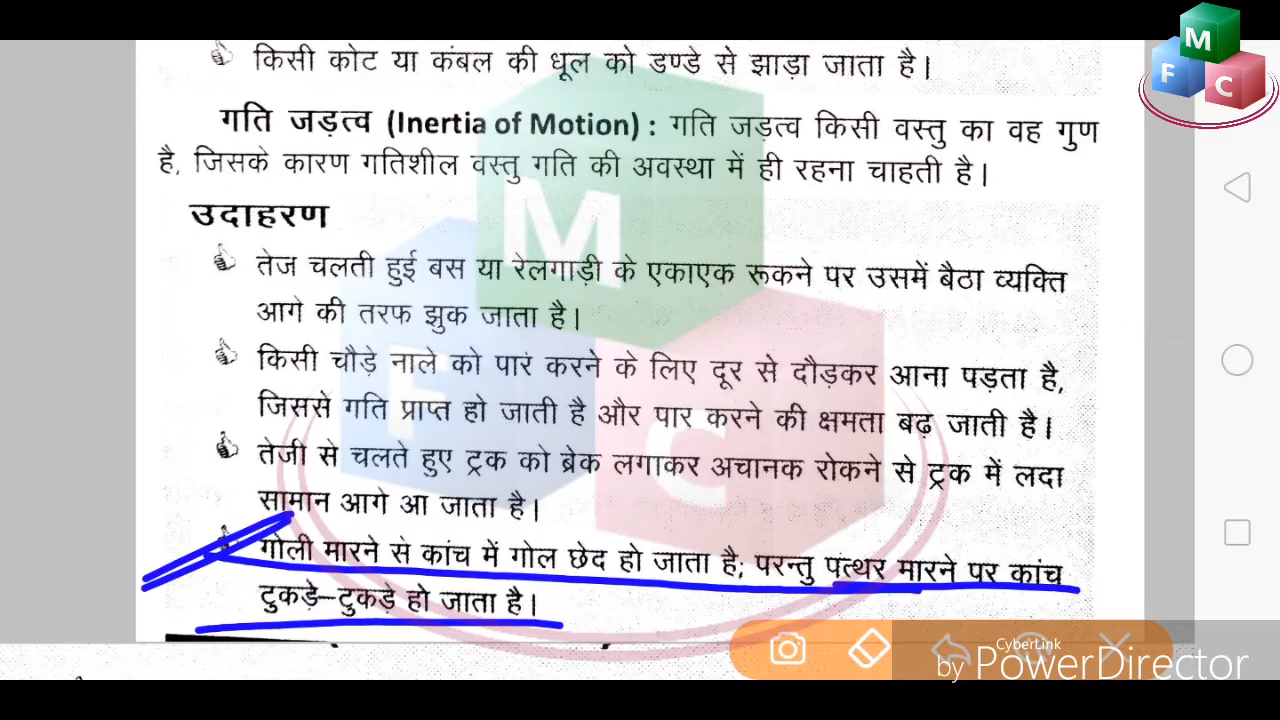 किसी कोट या कंबल की धूल को डण्डे से झाड़ा जाता है।
गति जड़त्व (Inertia of Motion) : गति जड़त्व किसी वस्तु का वह गुण
है, जिसके कारण गतिशील वस्तु गति की अवस्था में ही रहना चाहती है।
उदाहरण
तेज चलती हुई बस या रेलगाड़ी के एकाएक रूकने पर उसमें बैठा व्यक्ति
आगे की तरफ झुक जाता है।
किसी चौड़े नाले को पार करने के लिए दूर से दौड़कर आना पड़ता है,
जिससे गति प्राप्त हो जाती है और पार करने की क्षमता बढ़ जाती है।
तेजी से चलते हुए ट्रक को ब्रेक लगाकर अचानक रोकने से ट्रक में लदा
सामान आगे आ जाता है।
गोली मारने से कांच में गोल छेद हो जाता है; परन्तु पत्थर मारने पर कांच
टुकड़े–टुकड़े हो जाता है।
M
F C
M
F C
CyberLink
by PowerDirector